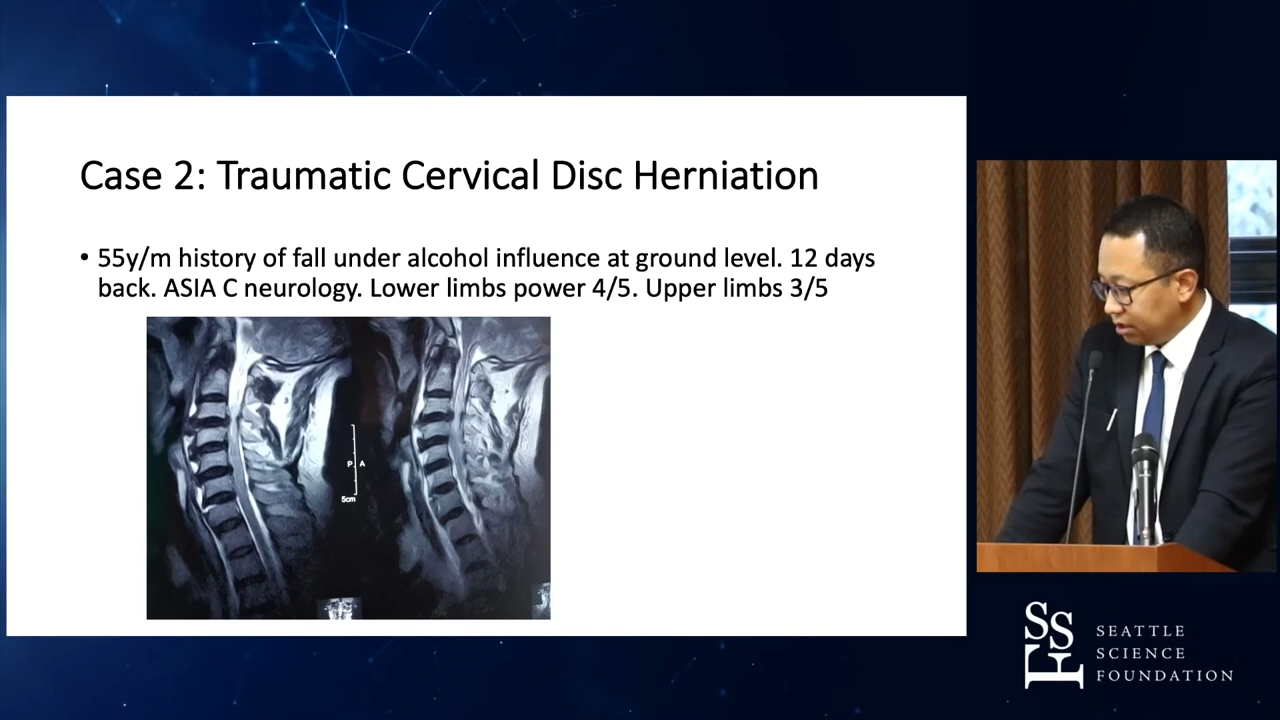 Case 2: Traumatic Cervical Disc Herniation
• 55y/m history of fall under alcohol influence at ground level. 12 days
back. ASIA C neurology. Lower limbs power 4/5. Upper limbs 3/5
P A
5cm
SSF
SEATTLE
SCIENCE
FOUNDATION